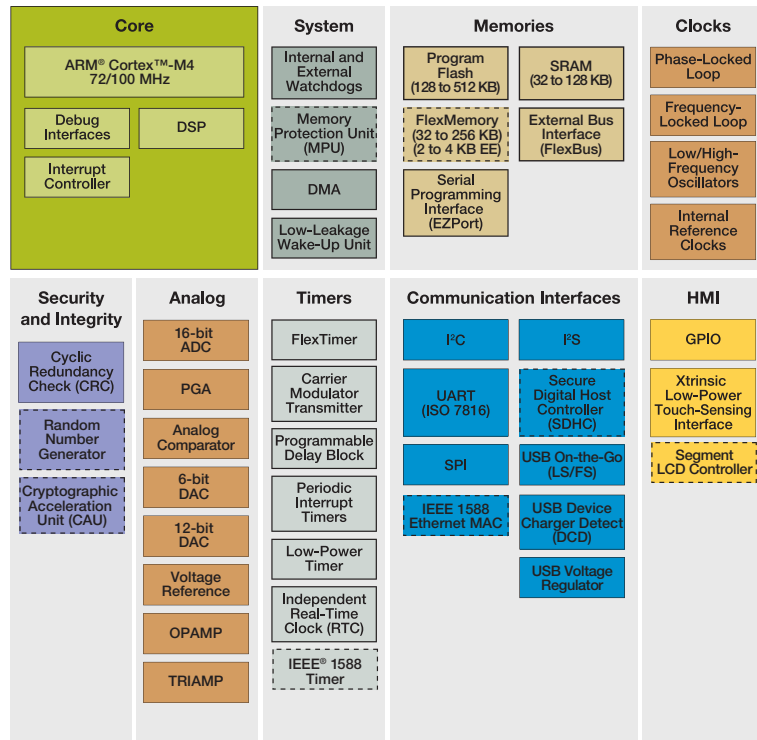 Core
ARM® Cortex™-M4
72/100 MHz
Debug
Interfaces
DSP
Interrupt
Controller
System
Internal and
External
Watchdogs
Memory
Protection Unit
(MPU)
DMA
Low-Leakage
Wake-Up Unit
Memories
Program
Flash
(128 to 512 KB)
SRAM
(32 to 128 KB)
FlexMemory
(32 to 256 KB)
(2 to 4 KB EE)
External Bus
Interface
(FlexBus)
Serial
Programming
Interface
(EZPort)
Clocks
Phase-Locked
Loop
Frequency-
Locked Loop
Low/High-
Frequency
Oscillators
Internal
Reference
Clocks
Security
and Integrity
Cyclic
Redundancy
Check (CRC)
Random
Number
Generator
Cryptographic
Acceleration
Unit (CAU)
Analog
16-bit
ADC
PGA
Analog
Comparator
6-bit
DAC
12-bit
DAC
Voltage
Reference
OPAMP
TRIAMP
Timers
FlexTimer
Carrier
Modulator
Transmitter
Programmable
Delay Block
Periodic
Interrupt
Timers
Low-Power
Timer
Independent
Real-Time
Clock (RTC)
IEEE® 1588
Timer
Communication Interfaces
I²C
I²S
UART
(ISO 7816)
Secure
Digital Host
Controller
(SDHC)
SPI
USB On-the-Go
(LS/FS)
IEEE 1588
Ethernet MAC
USB Device
Charger Detect
(DCD)
USB Voltage
Regulator
HMI
GPIO
Xtrinsic
Low-Power
Touch-Sensing
Interface
Segment
LCD Controller